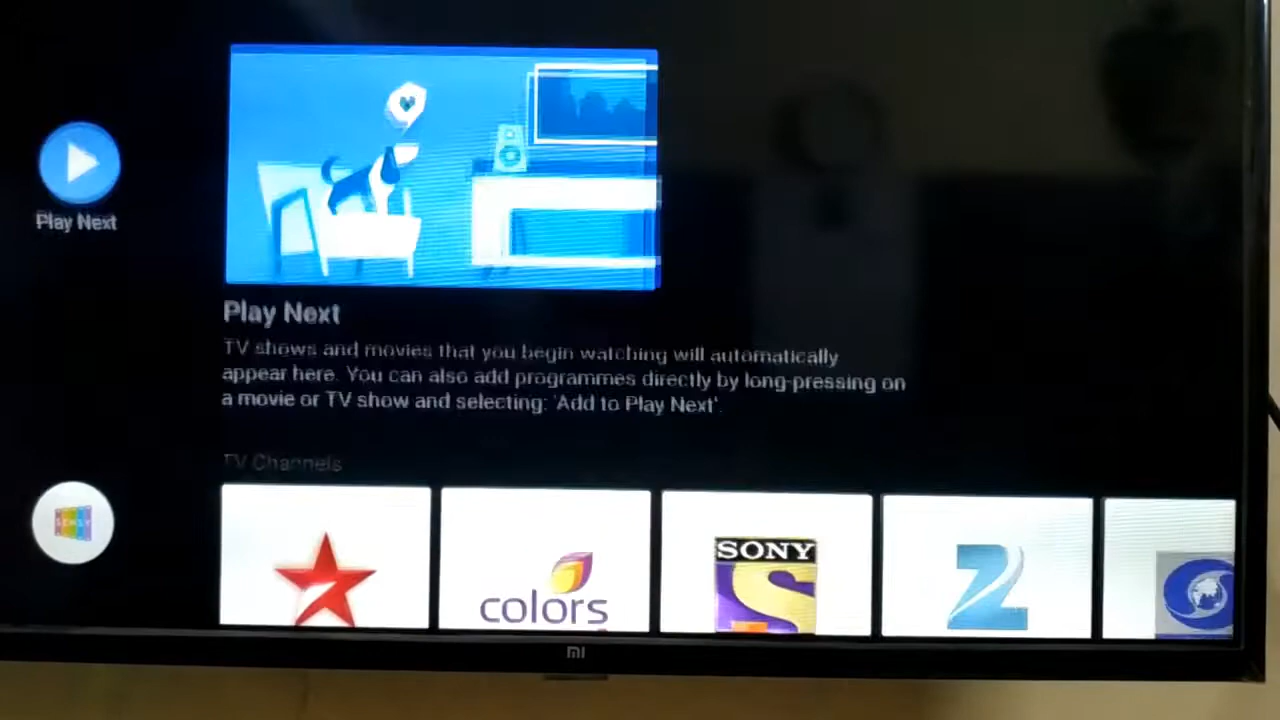 Play Next
Play Next
TV shows and movies that you begin watching will automatically
appear here. You can also add programmes directly by long-pressing on
a movie or TV show and selecting: 'Add to Play Next'.
TV Channels
colors
SONY
mi